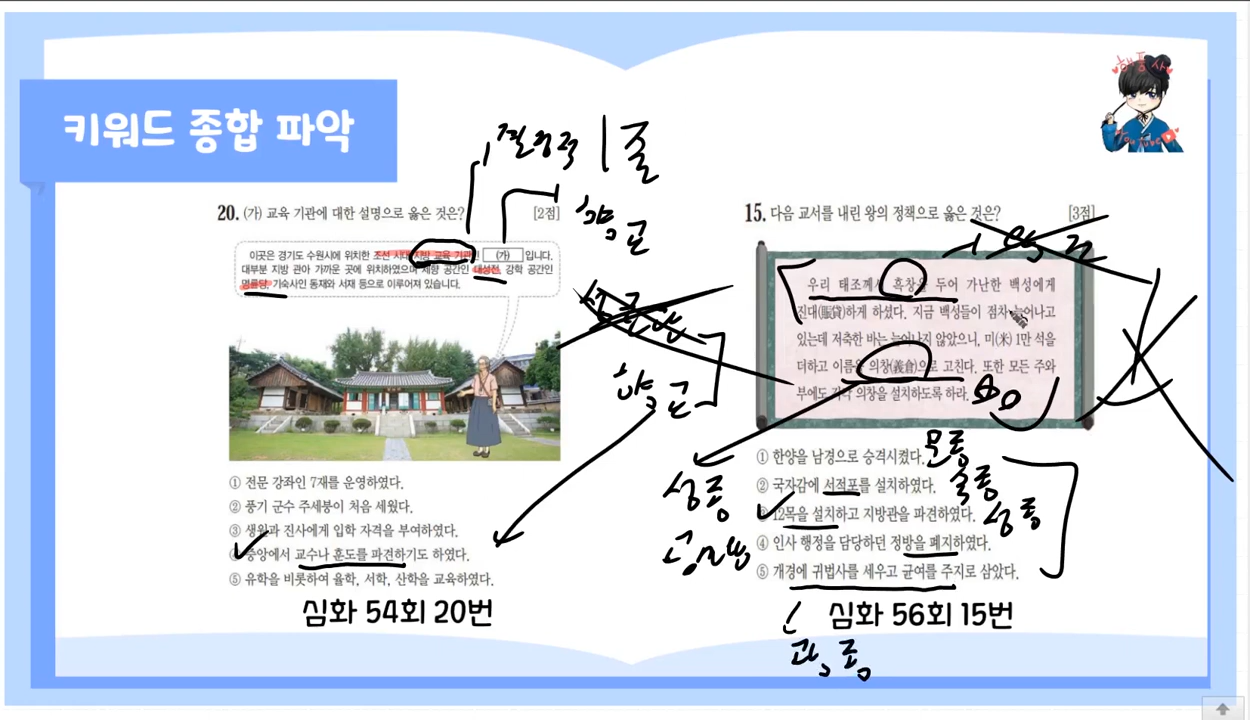 키워드 종합 파악
해품사
YouTube
기출
향교
향교
20. (가) 교육 기관에 대한 설명으로 옳은 것은? [2점]
이곳은 경기도 수원시에 위치한 조선 시대 지방 교육 기관인 (가) 입니다.
대부분 지방 관아 가까운 곳에 위치하였으며 제향 공간인 대성전, 강학 공간인
명륜당, 기숙사인 동재와 서재 등으로 이루어져 있습니다.
① 전문 강좌인 7재를 운영하였다.
② 풍기 군수 주세붕이 처음 세웠다.
③ 생원과 진사에게 입학 자격을 부여하였다.
④ 중앙에서 교수나 훈도를 파견하기도 하였다.
⑤ 유학을 비롯하여 율학, 서학, 산학을 교육하였다.
심화 54회 20번
15. 다음 교서를 내린 왕의 정책으로 옳은 것은? [3점]
우리 태조께서 흑창을 두어 가난한 백성에게
진대(賑貸)하게 하셨다. 지금 백성들이 점차 늘어나고
있는데 저축한 바는 늘어나지 않았으니, 미(米) 1만 석을
더하고 이름을 의창(義倉)으로 고친다. 또한 모든 주와
부에도 각각 의창을 설치하도록 하라.
① 한양을 남경으로 승격시켰다. 문종
② 국자감에 서적포를 설치하였다. 숙종
③ 12목을 설치하고 지방관을 파견하였다. 성종
④ 인사 행정을 담당하던 정방을 폐지하였다.
⑤ 개경에 귀법사를 세우고 균여를 주지로 삼았다.
성종
공민왕
광종
심화 56회 15번